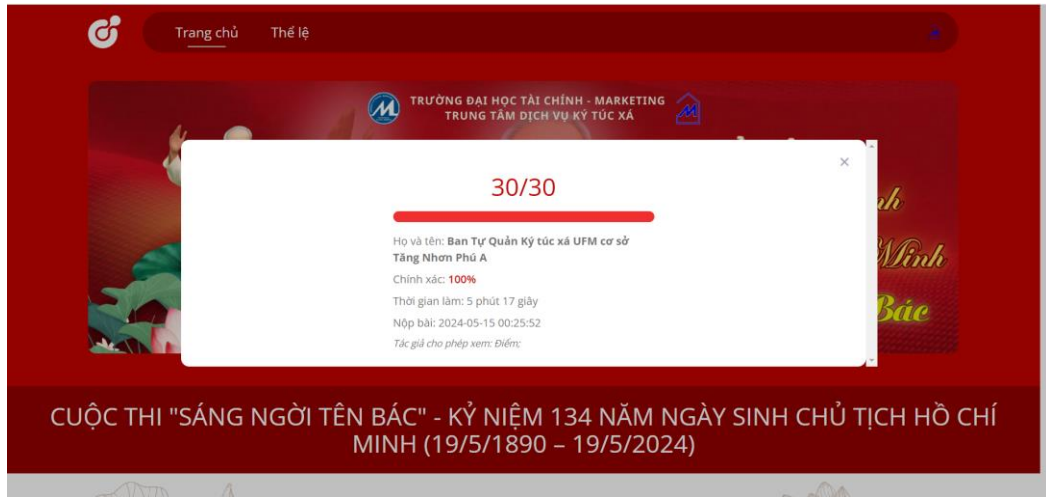 Trang chủ Thể lệ
TRƯỜNG ĐẠI HỌC TÀI CHÍNH - MARKETING
TRUNG TÂM DỊCH VỤ KÝ TÚC XÁ
30/30
Họ và tên: Ban Tự Quản Ký túc xá UFM cơ sở
Tăng Nhơn Phú A
Chính xác: 100%
Thời gian làm: 5 phút 17 giây
Nộp bài: 2024-05-15 00:25:52
Tác giả cho phép xem: Điểm;
Minh
Bác
CUỘC THI "SÁNG NGỜI TÊN BÁC" - KỶ NIỆM 134 NĂM NGÀY SINH CHỦ TỊCH HỒ CHÍ
MINH (19/5/1890 – 19/5/2024)